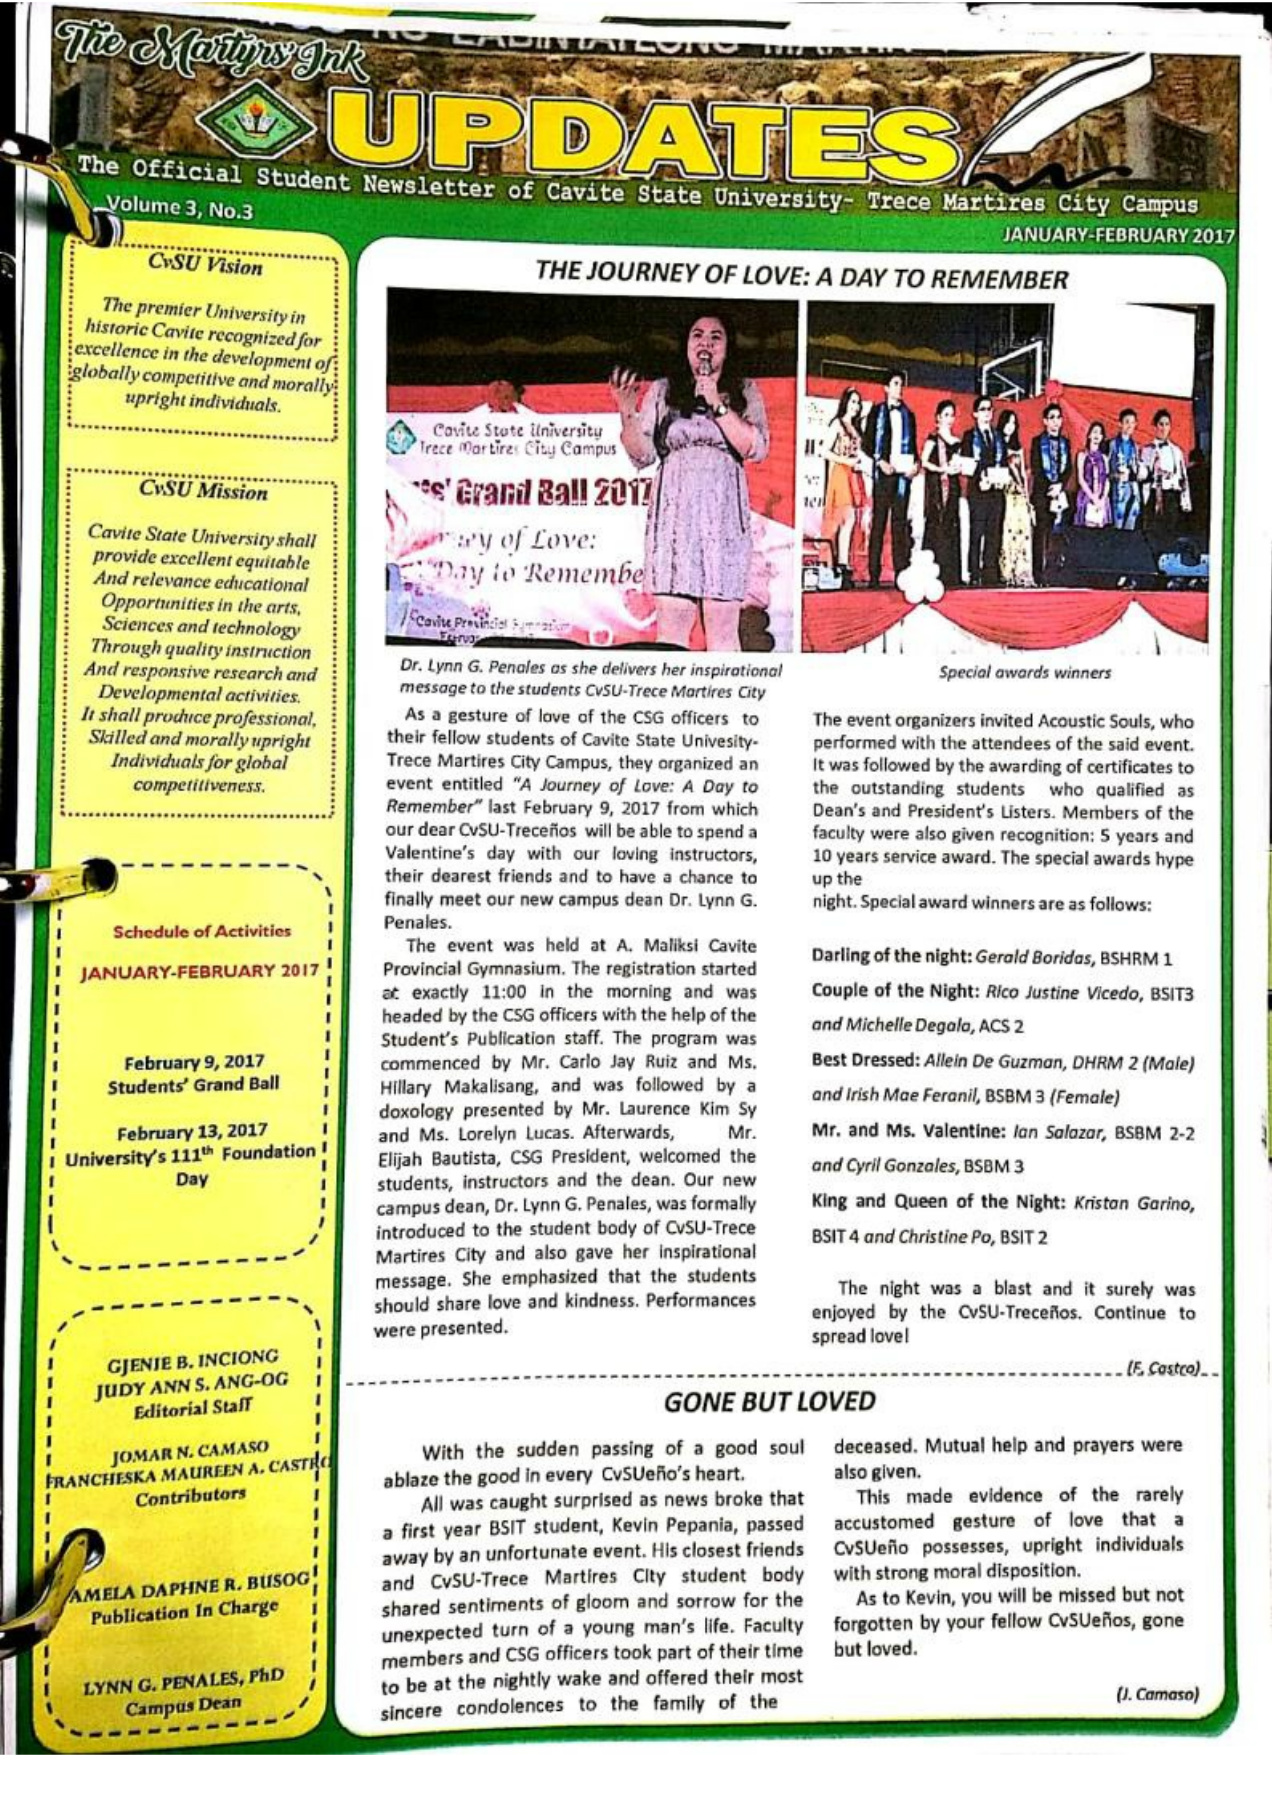 The Martyrs' Ink
UPDATES
The Official Student Newsletter of Cavite State University- Trece Martires City Campus
Volume 3, No.3
JANUARY-FEBRUARY 2017
CvSU Vision
The premier University in
historic Cavite recognized for
excellence in the development of
globally competitive and morally
upright individuals.
CvSU Mission
Cavite State University shall
provide excellent equitable
And relevance educational
Opportunities in the arts,
Sciences and technology
Through quality instruction
And responsive research and
Developmental activities.
It shall produce professional,
Skilled and morally upright
Individuals for global
competitiveness.
Schedule of Activities
JANUARY-FEBRUARY 2017
February 9, 2017
Students' Grand Ball
February 13, 2017
University's 111th Foundation
Day
GJENIE B. INCIONG
JUDY ANN S. ANG-OG
Editorial Staff
JOMAR N. CAMASO
FRANCHESKA MAUREEN A. CASTRO
Contributors
AMELA DAPHNE R. BUSOG
Publication In Charge
LYNN G. PENALES, PhD
Campus Dean
THE JOURNEY OF LOVE: A DAY TO REMEMBER
Cavite State University
Trece Martires City Campus
Grand Ball 2017
of Love:
Day to Remembe
Cavite Provincial
Dr. Lynn G. Penales as she delivers her inspirational
message to the students CvSU-Trece Martires City
Special awards winners
As a gesture of love of the CSG officers to
their fellow students of Cavite State Univesity-
Trece Martires City Campus, they organized an
event entitled "A Journey of Love: A Day to
Remember" last February 9, 2017 from which
our dear CvSU-Treceños will be able to spend a
Valentine's day with our loving instructors,
their dearest friends and to have a chance to
finally meet our new campus dean Dr. Lynn G.
Penales.
The event was held at A. Maliksi Cavite
Provincial Gymnasium. The registration started
at exactly 11:00 in the morning and was
headed by the CSG officers with the help of the
Student's Publication staff. The program was
commenced by Mr. Carlo Jay Ruiz and Ms.
Hillary Makalisang, and was followed by a
doxology presented by Mr. Laurence Kim Sy
and Ms. Lorelyn Lucas. Afterwards, Mr.
Elijah Bautista, CSG President, welcomed the
students, instructors and the dean. Our new
campus dean, Dr. Lynn G. Penales, was formally
introduced to the student body of CvSU-Trece
Martires City and also gave her inspirational
message. She emphasized that the students
should share love and kindness. Performances
were presented.
The event organizers invited Acoustic Souls, who
performed with the attendees of the said event.
It was followed by the awarding of certificates to
the outstanding students who qualified as
Dean's and President's Listers. Members of the
faculty were also given recognition: 5 years and
10 years service award. The special awards hype
up the
night. Special award winners are as follows:
Darling of the night: Gerald Boridas, BSHRM 1
Couple of the Night: Rico Justine Vicedo, BSIT3
and Michelle Degala, ACS 2
Best Dressed: Allein De Guzman, DHRM 2 (Male)
and Irish Mae Feranil, BSBM 3 (Female)
Mr. and Ms. Valentine: Ian Salazar, BSBM 2-2
and Cyril Gonzales, BSBM 3
King and Queen of the Night: Kristan Garino,
BSIT 4 and Christine Po, BSIT 2
The night was a blast and it surely was
enjoyed by the CvSU-Treceños. Continue to
spread love!
(F. Castro)
GONE BUT LOVED
With the sudden passing of a good soul
ablaze the good in every CvSUeño's heart.
All was caught surprised as news broke that
a first year BSIT student, Kevin Pepania, passed
away by an unfortunate event. His closest friends
and CvSU-Trece Martires City student body
shared sentiments of gloom and sorrow for the
unexpected turn of a young man's life. Faculty
members and CSG officers took part of their time
to be at the nightly wake and offered their most
sincere condolences to the family of the
deceased. Mutual help and prayers were
also given.
This made evidence of the rarely
accustomed gesture of love that a
CvSUeño possesses, upright individuals
with strong moral disposition.
As to Kevin, you will be missed but not
forgotten by your fellow CvSUeños, gone
but loved.
(J. Camaso)